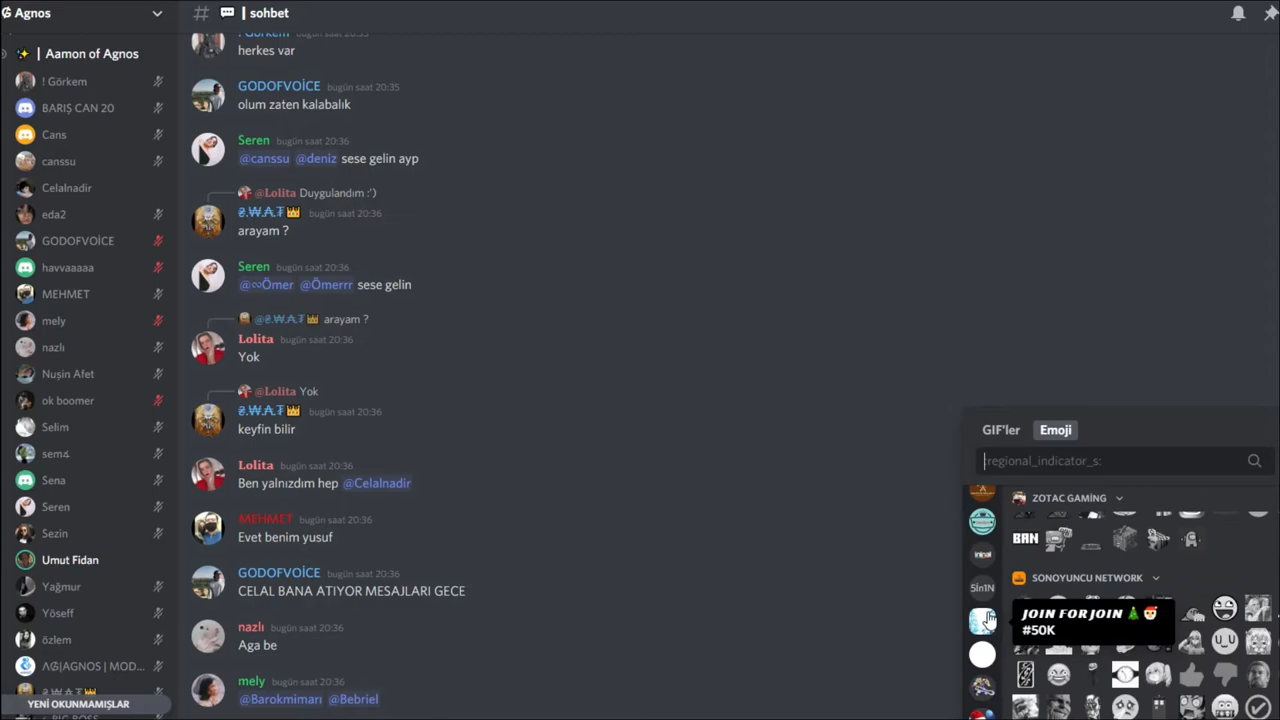 Agnos
| sohbet
| Aamon of Agnos
! Görkem
BARIŞ CAN 20
Cans
canssu
Celalnadir
eda2
GODOFVOİCE
havvaaaaa
MEHMET
mely
nazlı
Nuşin Afet
ok boomer
Selim
sem4
Sena
Seren
Sezin
Umut Fidan
Yağmur
Yöseff
özlem
AGNOS | MOD...
YENİ OKUNMAMIŞLAR
! Görkem bugün saat 20:35
herkes var
GODOFVOİCE bugün saat 20:35
olum zaten kalabalık
Seren bugün saat 20:36
@canssu @deniz sese gelin ayp
@Lolita Duygulandım :')
₴.₩.₳.₮ 👑 bugün saat 20:36
arayam ?
Seren bugün saat 20:36
@∞Ömer @Ömerrr sese gelin
@₴.₩.₳.₮ 👑 arayam ?
Lolita bugün saat 20:36
Yok
@Lolita Yok
₴.₩.₳.₮ 👑 bugün saat 20:36
keyfin bilir
Lolita bugün saat 20:36
Ben yalnızdım hep @Celalnadir
MEHMET bugün saat 20:36
Evet benim yusuf
GODOFVOİCE bugün saat 20:36
CELAL BANA ATIYOR MESAJLARI GECE
nazlı bugün saat 20:36
Aga be
mely bugün saat 20:36
@Barokmimarı @Bebriel
GIF'ler Emoji
:regional_indicator_s:
ZOTAC GAMİNG
BAN
ininal
5in1N
SONOYUNCU NETWORK
JOIN FOR JOIN 🎄 🎅
#50K